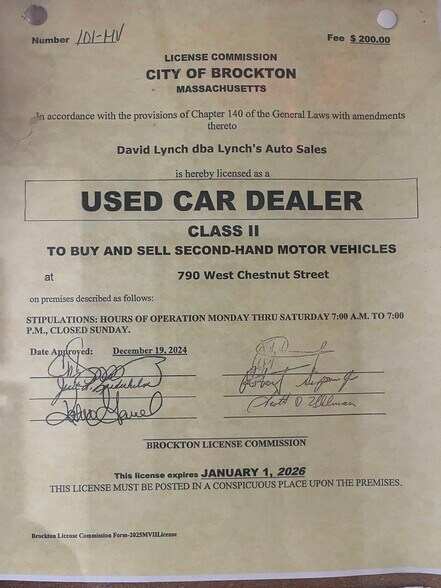 Number 101-MV Fee $ 200.00
LICENSE COMMISSION
CITY OF BROCKTON
MASSACHUSETTS
In accordance with the provisions of Chapter 140 of the General Laws with amendments
thereto
David Lynch dba Lynch's Auto Sales
is hereby licensed as a
USED CAR DEALER
CLASS II
TO BUY AND SELL SECOND-HAND MOTOR VEHICLES
at 790 West Chestnut Street
on premises described as follows:
STIPULATIONS: HOURS OF OPERATION MONDAY THRU SATURDAY 7:00 A.M. TO 7:00
P.M., CLOSED SUNDAY.
Date Approved: December 19, 2024
BROCKTON LICENSE COMMISSION
This license expires JANUARY 1, 2026
THIS LICENSE MUST BE POSTED IN A CONSPICUOUS PLACE UPON THE PREMISES.
Brockton License Commission Form-2025MVIILicense